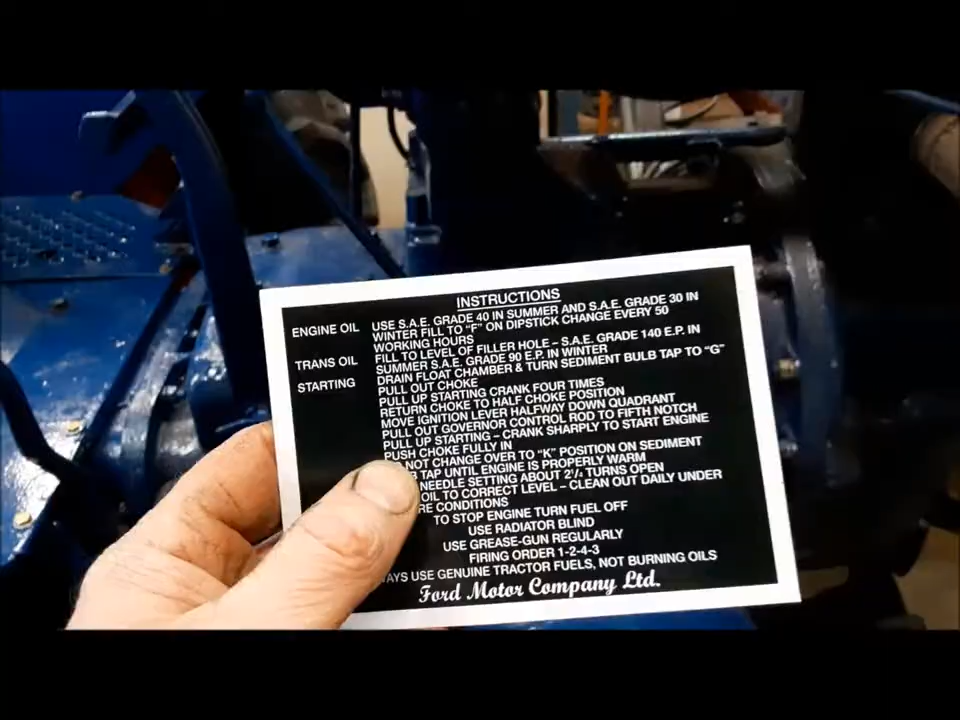 INSTRUCTIONS
ENGINE OIL USE S.A.E. GRADE 40 IN SUMMER AND S.A.E. GRADE 30 IN
WINTER FILL TO "F" ON DIPSTICK CHANGE EVERY 50
WORKING HOURS
TRANS OIL FILL TO LEVEL OF FILLER HOLE – S.A.E. GRADE 140 E.P. IN
SUMMER S.A.E. GRADE 90 E.P. IN WINTER
STARTING DRAIN FLOAT CHAMBER & TURN SEDIMENT BULB TAP TO "G"
PULL OUT CHOKE
PULL UP STARTING CRANK FOUR TIMES
RETURN CHOKE TO HALF CHOKE POSITION
MOVE IGNITION LEVER HALFWAY DOWN QUADRANT
PULL OUT GOVERNOR CONTROL ROD TO FIFTH NOTCH
PULL UP STARTING – CRANK SHARPLY TO START ENGINE
PUSH CHOKE FULLY IN
NOT CHANGE OVER TO "K" POSITION ON SEDIMENT
TAP UNTIL ENGINE IS PROPERLY WARM
NEEDLE SETTING ABOUT 2¼ TURNS OPEN
OIL TO CORRECT LEVEL – CLEAN OUT DAILY UNDER
CONDITIONS
TO STOP ENGINE TURN FUEL OFF
USE RADIATOR BLIND
USE GREASE-GUN REGULARLY
FIRING ORDER 1-2-4-3
USE GENUINE TRACTOR FUELS, NOT BURNING OILS
Ford Motor Company Ltd.